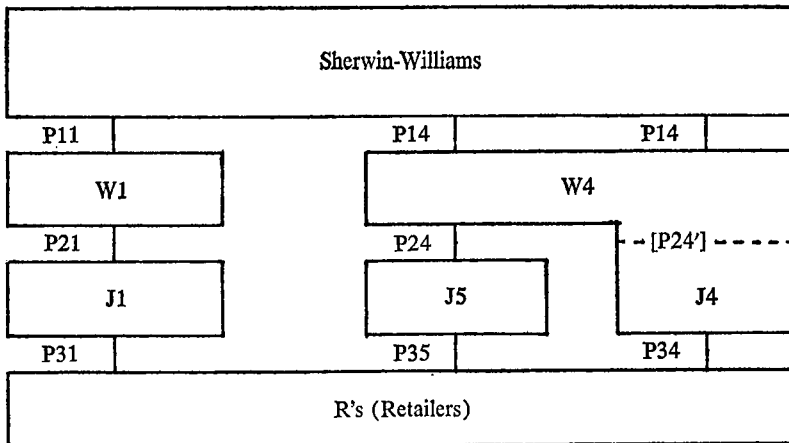 Sherwin-Williams
P11 P14 P14
W1 W4
P21 P24 [P24′]
J1 J5 J4
P31 P35 P34
R's (Retailers)